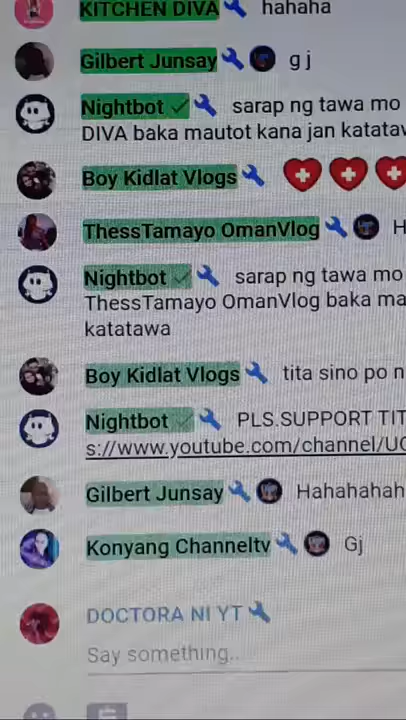 KITCHEN DIVA hahaha
Gilbert Junsay g j
Nightbot sarap ng tawa mo
DIVA baka mautot kana jan
Boy Kidlat Vlogs
ThessTamayo OmanVlog H
Nightbot sarap ng tawa mo
ThessTamayo OmanVlog baka ma
katatawa
Boy Kidlat Vlogs tita sino po n
Nightbot PLS.SUPPORT TIT
s://www.youtube.com/channel/UC
Gilbert Junsay Hahahahah
Konyang Channeltv Gj
DOCTORA NI YT
Say something...